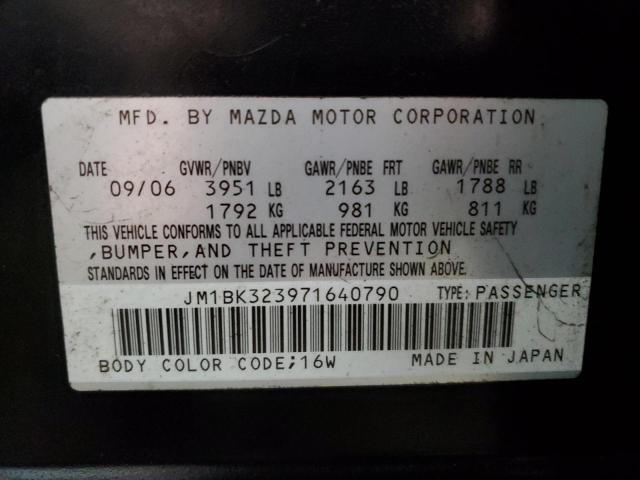 MFD. BY MAZDA MOTOR CORPORATION
DATE GVWR/PNBV GAWR/PNBE FRT GAWR/PNBE RR
09/06 3951 LB 2163 LB 1788 LB
1792 KG 981 KG 811 KG
THIS VEHICLE CONFORMS TO ALL APPLICABLE FEDERAL MOTOR VEHICLE SAFETY
,BUMPER,AND THEFT PREVENTION
STANDARDS IN EFFECT ON THE DATE OF MANUFACTURE SHOWN ABOVE.
JM1BK323971640790 TYPE: PASSENGER
BODY COLOR CODE;16W MADE IN JAPAN